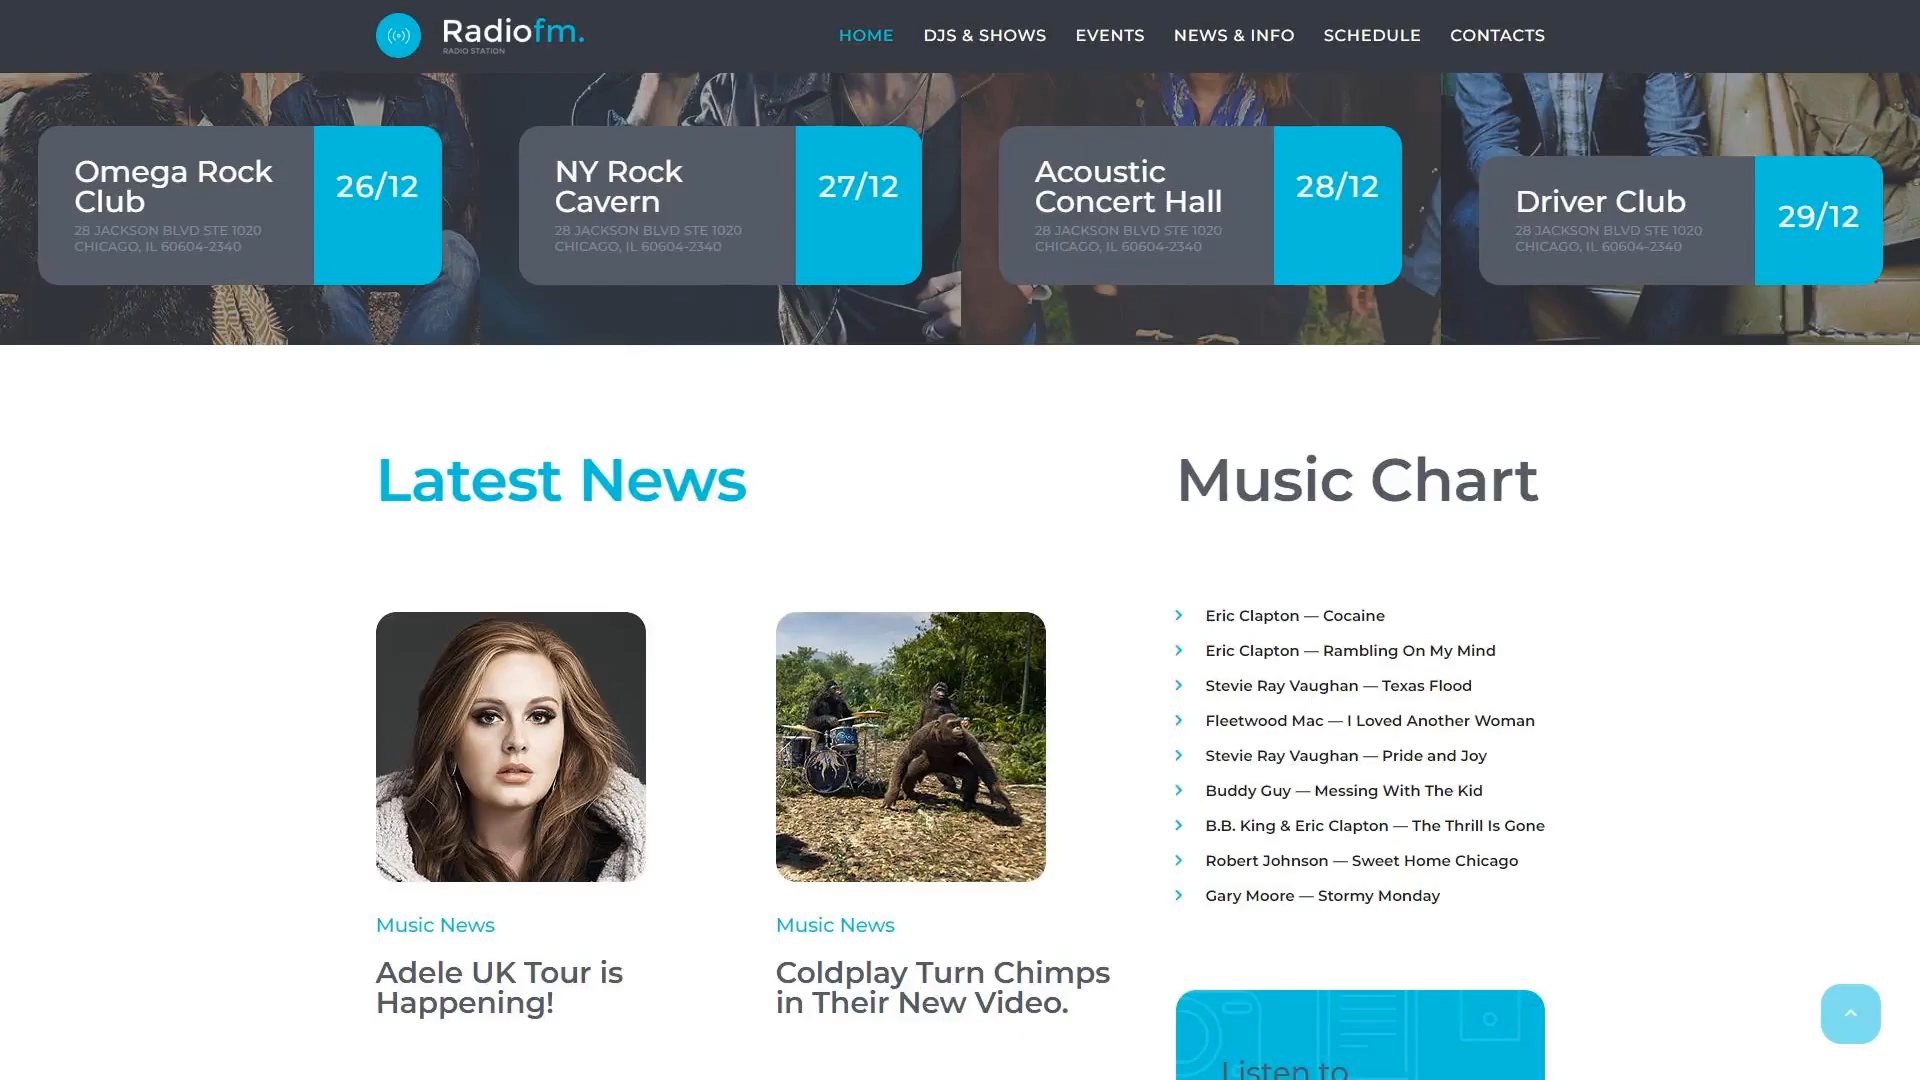 Radiofm.
RADIO STATION
HOME
DJS & SHOWS
EVENTS
NEWS & INFO
SCHEDULE
CONTACTS
Omega Rock
Club
28 JACKSON BLVD STE 1020
CHICAGO, IL 60604-2340
26/12
NY Rock
Cavern
28 JACKSON BLVD STE 1020
CHICAGO, IL 60604-2340
27/12
Acoustic
Concert Hall
28 JACKSON BLVD STE 1020
CHICAGO, IL 60604-2340
28/12
Driver Club
28 JACKSON BLVD STE 1020
CHICAGO, IL 60604-2340
29/12
Latest News
Music News
Adele UK Tour is
Happening!
Music News
Coldplay Turn Chimps
in Their New Video.
Music Chart
Eric Clapton — Cocaine
Eric Clapton — Rambling On My Mind
Stevie Ray Vaughan — Texas Flood
Fleetwood Mac — I Loved Another Woman
Stevie Ray Vaughan — Pride and Joy
Buddy Guy — Messing With The Kid
B.B. King & Eric Clapton — The Thrill Is Gone
Robert Johnson — Sweet Home Chicago
Gary Moore — Stormy Monday
Listen to